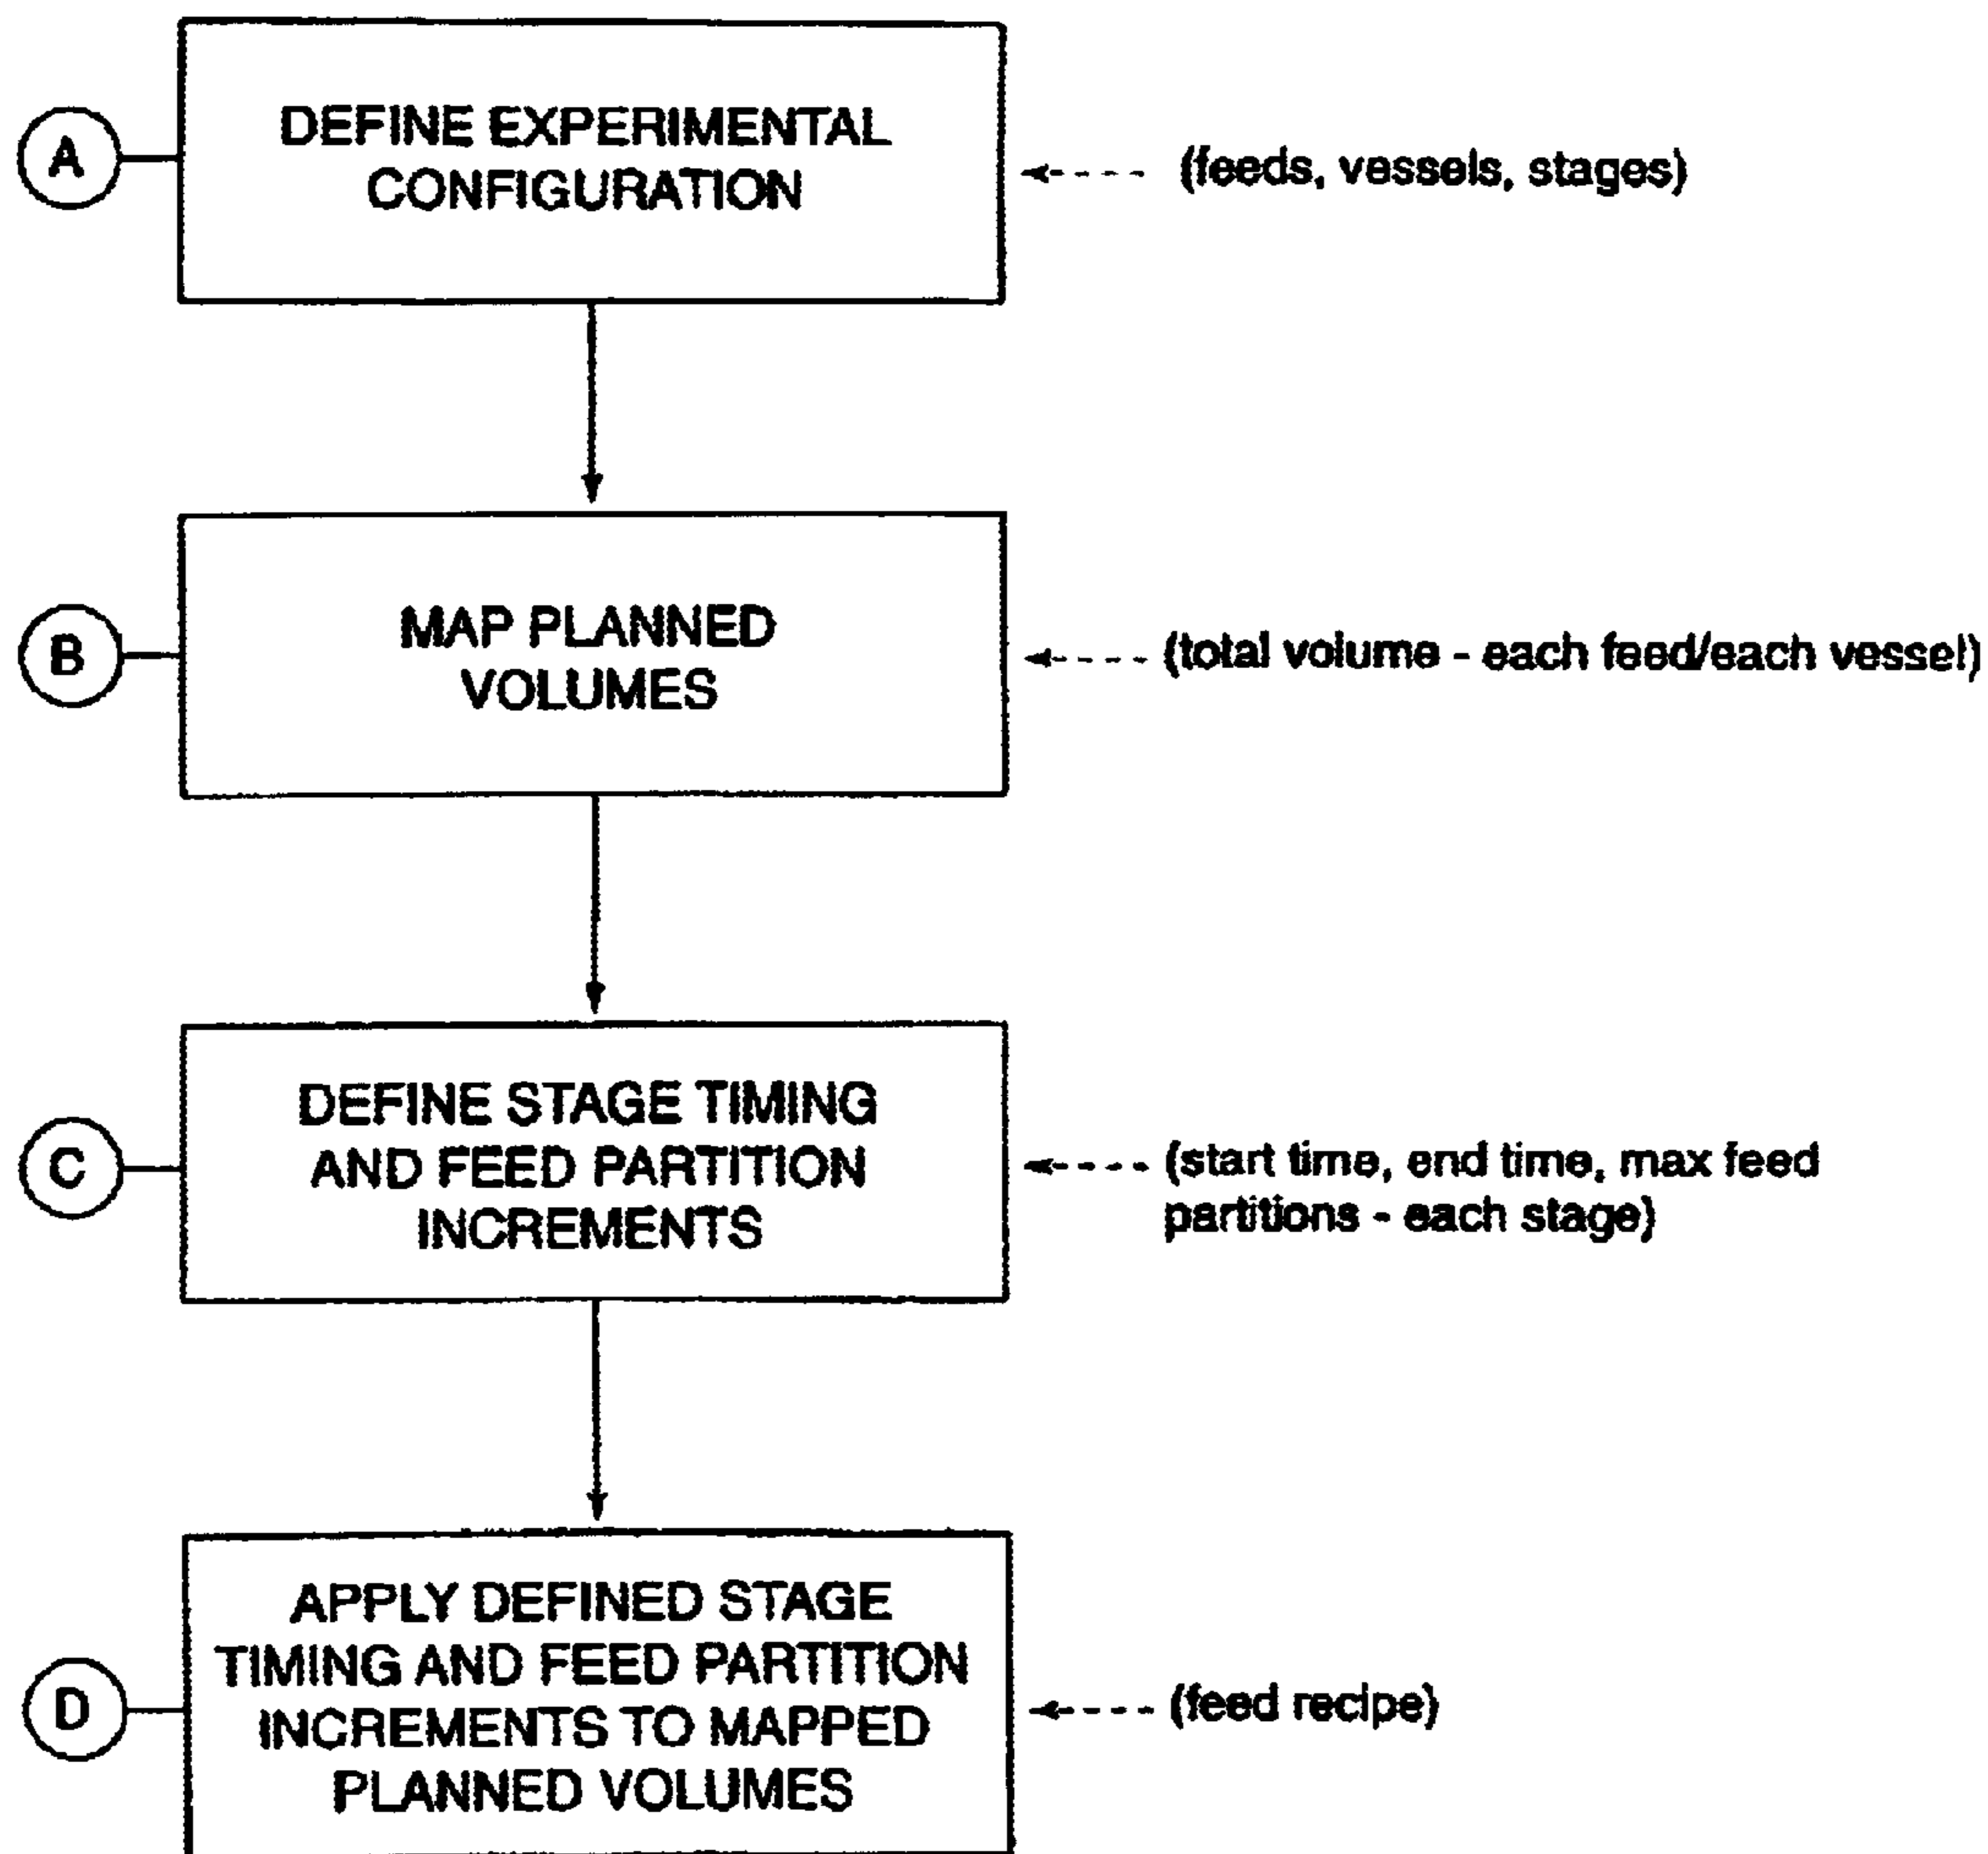 A
DEFINE EXPERIMENTAL
CONFIGURATION
(feeds, vessels, stages)
B
MAP PLANNED
VOLUMES
(total volume - each feed/each vessel)
C
DEFINE STAGE TIMING
AND FEED PARTITION
INCREMENTS
(start time, end time, max feed
partitions - each stage)
D
APPLY DEFINED STAGE
TIMING AND FEED PARTITION
INCREMENTS TO MAPPED
PLANNED VOLUMES
(feed recipe)